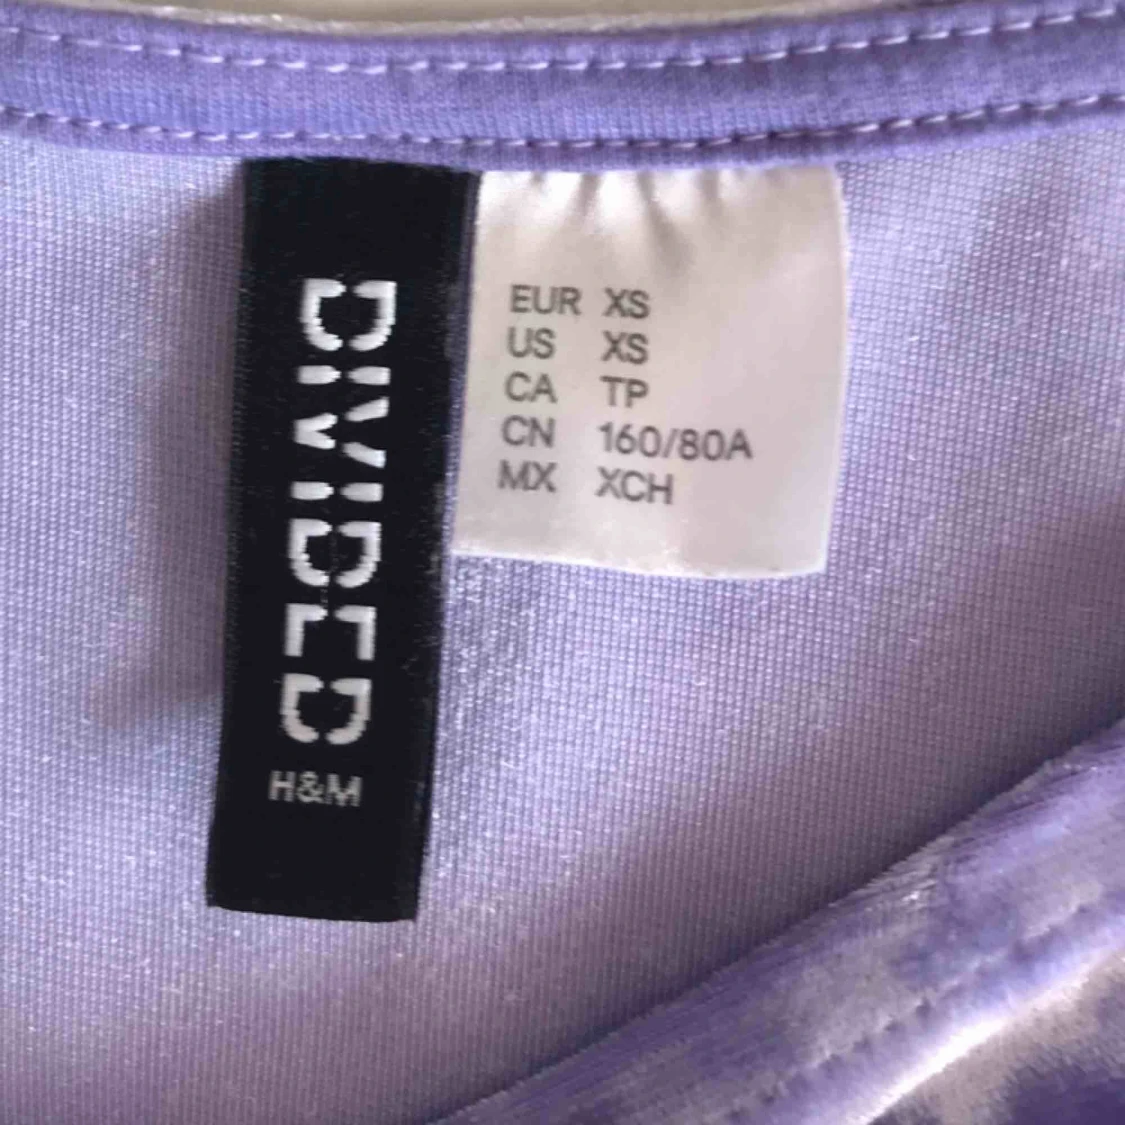 DIVIDED
H&M
EUR XS
US XS
CA TP
CN 160/80A
MX XCH